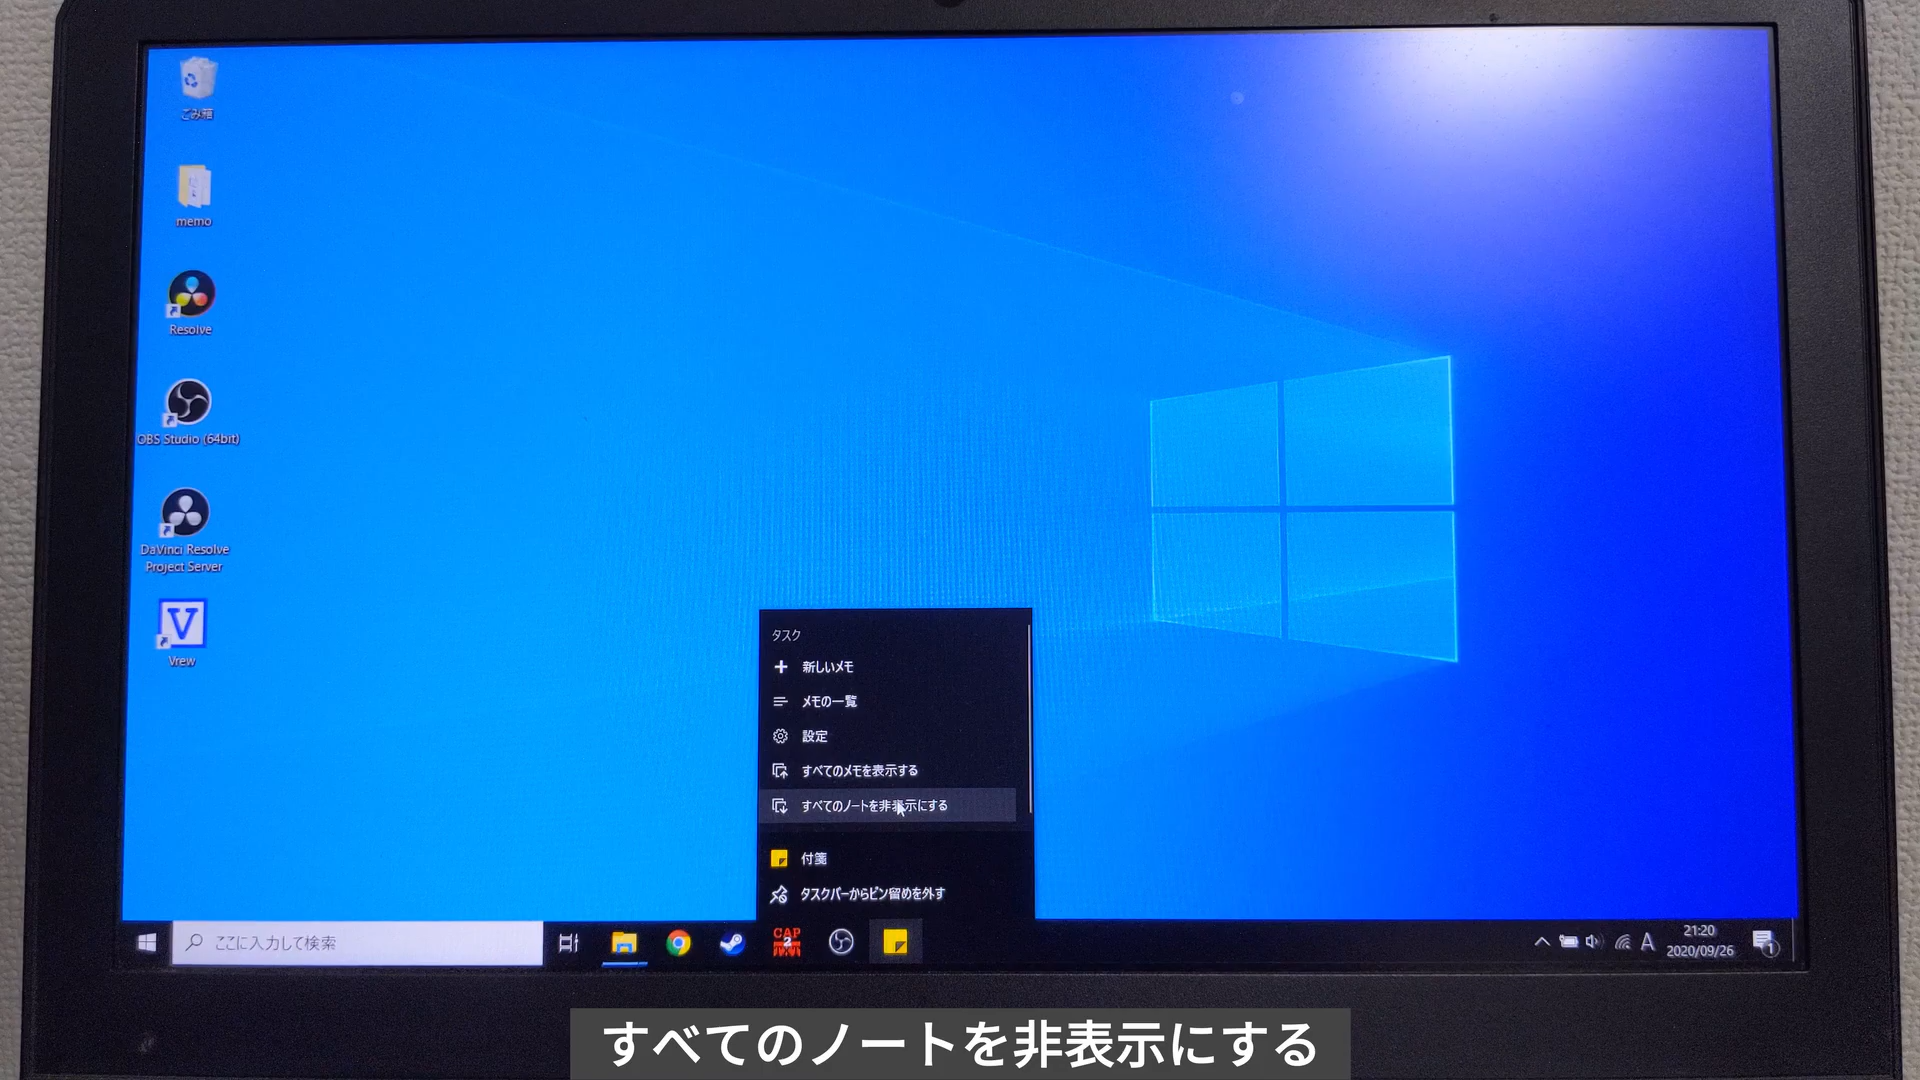 ごみ箱
memo
Resolve
OBS Studio (64bit)
DaVinci Resolve
Project Server
V
Vrew
タスク
新しいメモ
メモの一覧
設定
すべてのメモを表示する
すべてのノートを非表示にする
付箋
タスクバーからピン留めを外す
ここに入力して検索
CAP
2
A
21:20
2020/09/26
1
すべてのノートを非表示にする